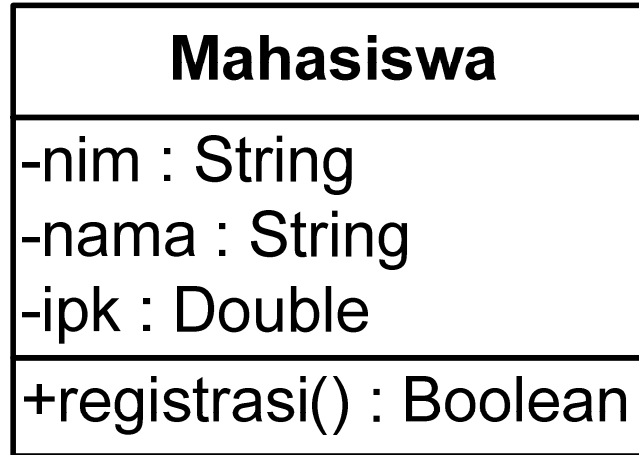 Mahasiswa
-nim : String
-nama : String
-ipk : Double
+registrasi() : Boolean